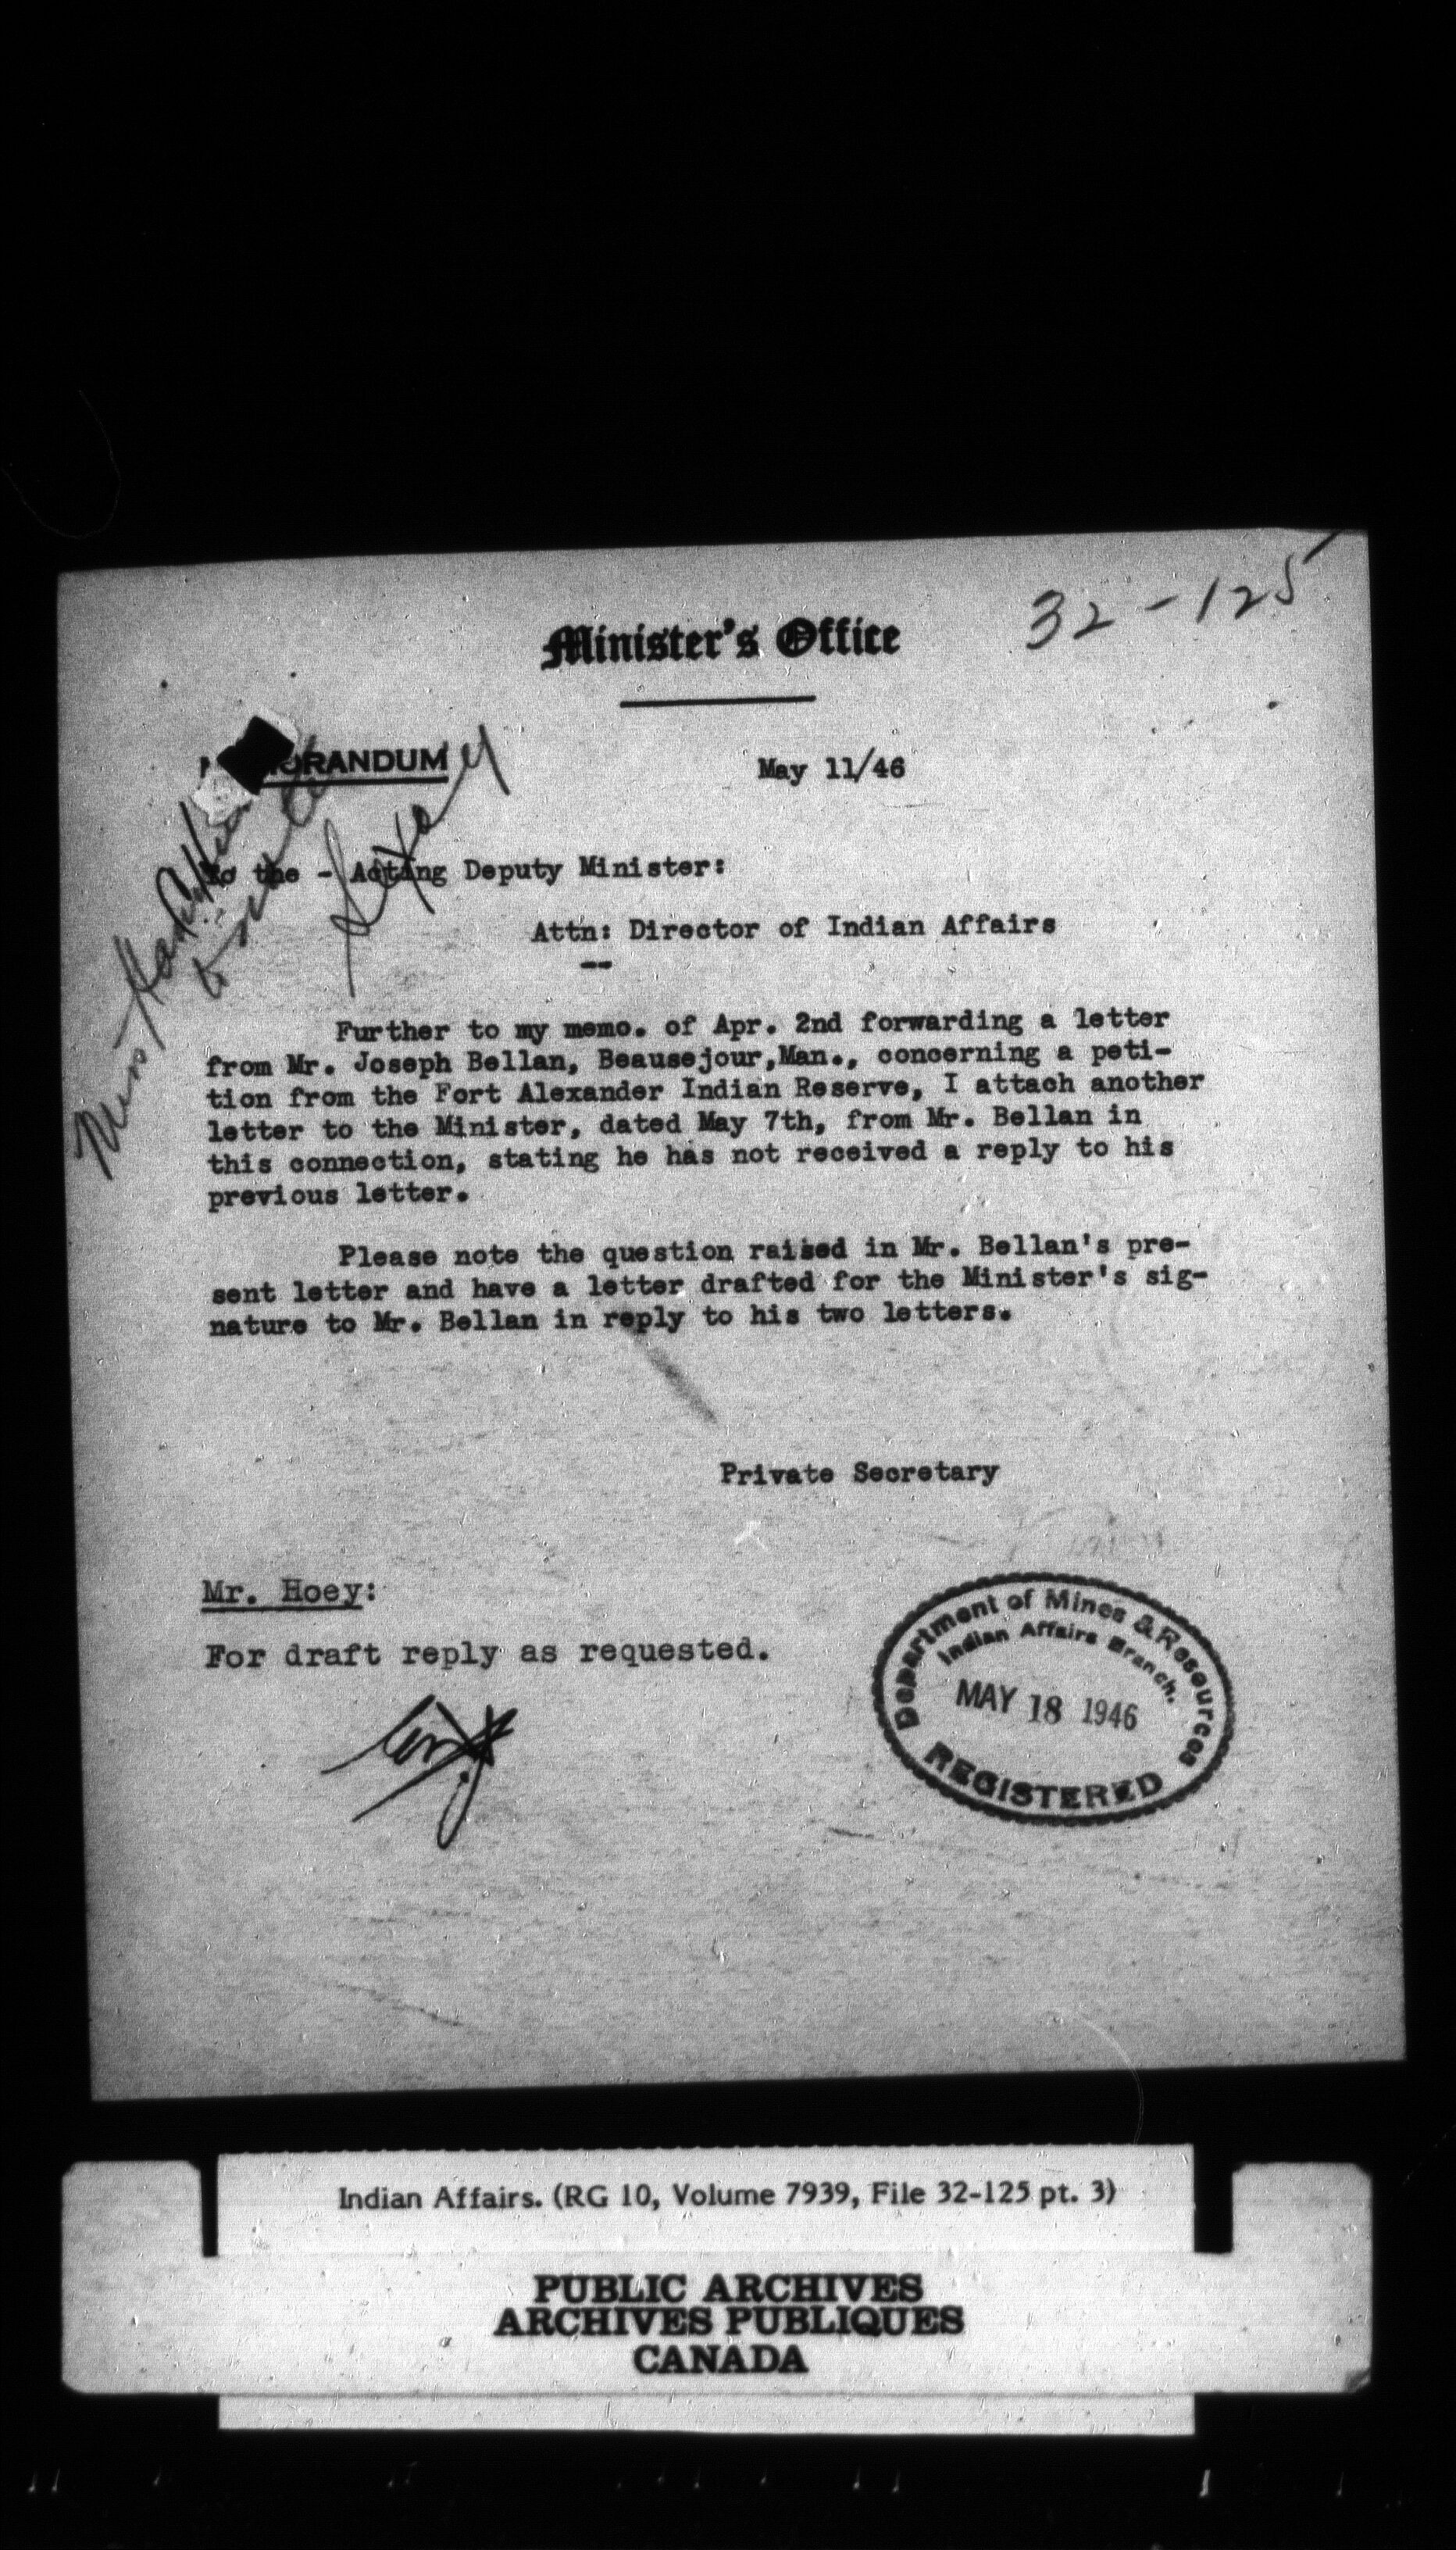 32-125
Minister's Office
MEMORANDUM
May 11/46
To the - Acting Deputy Minister:
Attn: Director of Indian Affairs
--
Further to my memo. of Apr. 2nd forwarding a letter
from Mr. Joseph Bellan, Beausejour,Man., concerning a peti-
tion from the Fort Alexander Indian Reserve, I attach another
letter to the Minister, dated May 7th, from Mr. Bellan in
this connection, stating he has not received a reply to his
previous letter.
Please note the question raised in Mr. Bellan's pre-
sent letter and have a letter drafted for the Minister's sig-
nature to Mr. Bellan in reply to his two letters.
Private Secretary
Mr. Hoey:
For draft reply as requested.
Department of Mines & Resources
Indian Affairs Branch.
MAY 18 1946
REGISTERED
Indian Affairs. (RG 10, Volume 7939, File 32-125 pt. 3)
PUBLIC ARCHIVES
ARCHIVES PUBLIQUES
CANADA